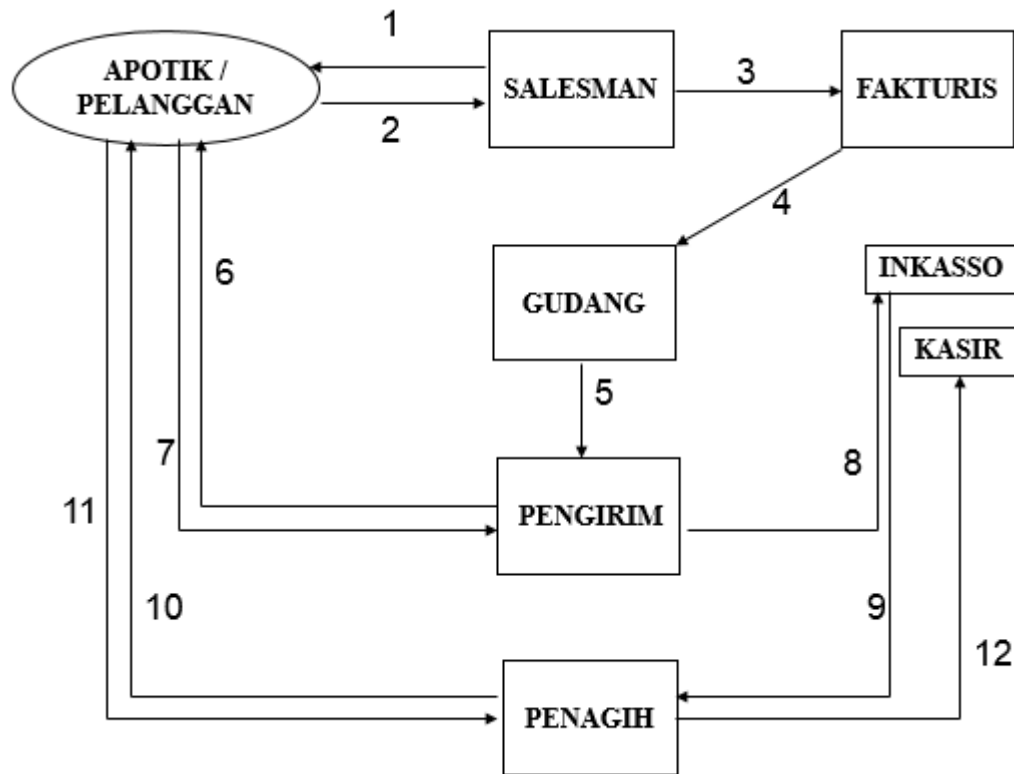 1
APOTIK /
PELANGGAN
SALESMAN
3
FAKTURIS
2
4
6
INKASSO
GUDANG
KASIR
5
7
8
11
PENGIRIM
10
9
12
PENAGIH